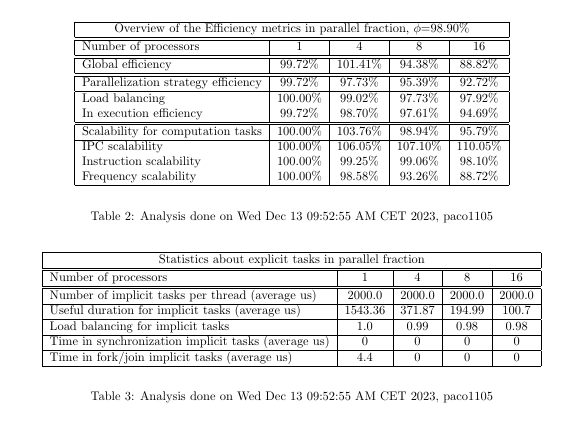 Overview of the Efficiency metrics in parallel fraction, ϕ=98.90%
Number of processors 1 4 8 16
Global efficiency 99.72% 101.41% 94.38% 88.82%
Parallelization strategy efficiency 99.72% 97.73% 95.39% 92.72%
Load balancing 100.00% 99.02% 97.73% 97.92%
In execution efficiency 99.72% 98.70% 97.61% 94.69%
Scalability for computation tasks 100.00% 103.76% 98.94% 95.79%
IPC scalability 100.00% 106.05% 107.10% 110.05%
Instruction scalability 100.00% 99.25% 99.06% 98.10%
Frequency scalability 100.00% 98.58% 93.26% 88.72%
Table 2: Analysis done on Wed Dec 13 09:52:55 AM CET 2023, paco1105
Statistics about explicit tasks in parallel fraction
Number of processors 1 4 8 16
Number of implicit tasks per thread (average us) 2000.0 2000.0 2000.0 2000.0
Useful duration for implicit tasks (average us) 1543.36 371.87 194.99 100.7
Load balancing for implicit tasks 1.0 0.99 0.98 0.98
Time in synchronization implicit tasks (average us) 0 0 0 0
Time in fork/join implicit tasks (average us) 4.4 0 0 0
Table 3: Analysis done on Wed Dec 13 09:52:55 AM CET 2023, paco1105